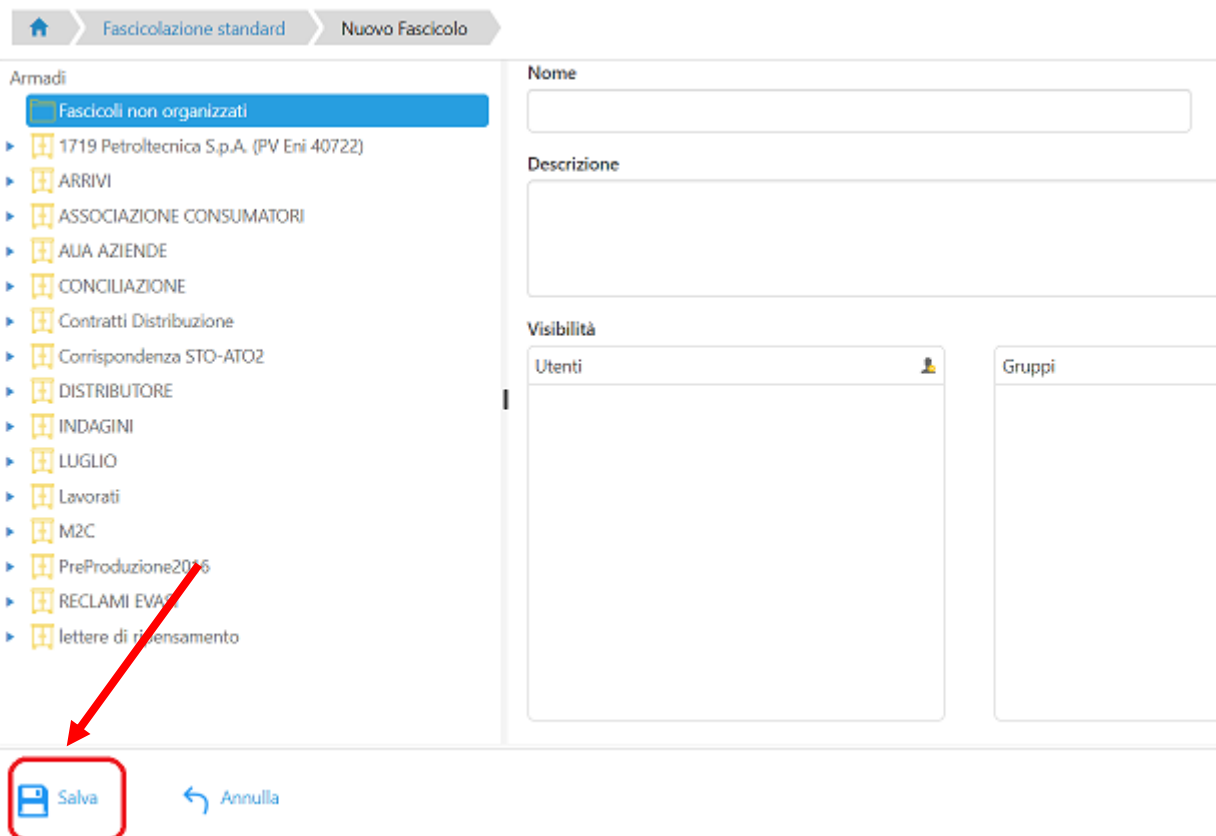 Fascicolazione standard
Nuovo Fascicolo
Armadi
Fascicoli non organizzati
1719 Petroltecnica S.p.A. (PV Eni 40722)
ARRIVI
ASSOCIAZIONE CONSUMATORI
AUA AZIENDE
CONCILIAZIONE
Contratti Distribuzione
Corrispondenza STO-ATO2
DISTRIBUTORE
INDAGINI
LUGLIO
Lavorati
M2C
PreProduzione2016
RECLAMI EVASI
lettere di ripensamento
Nome
Descrizione
Visibilità
Utenti
Gruppi
Salva
Annulla